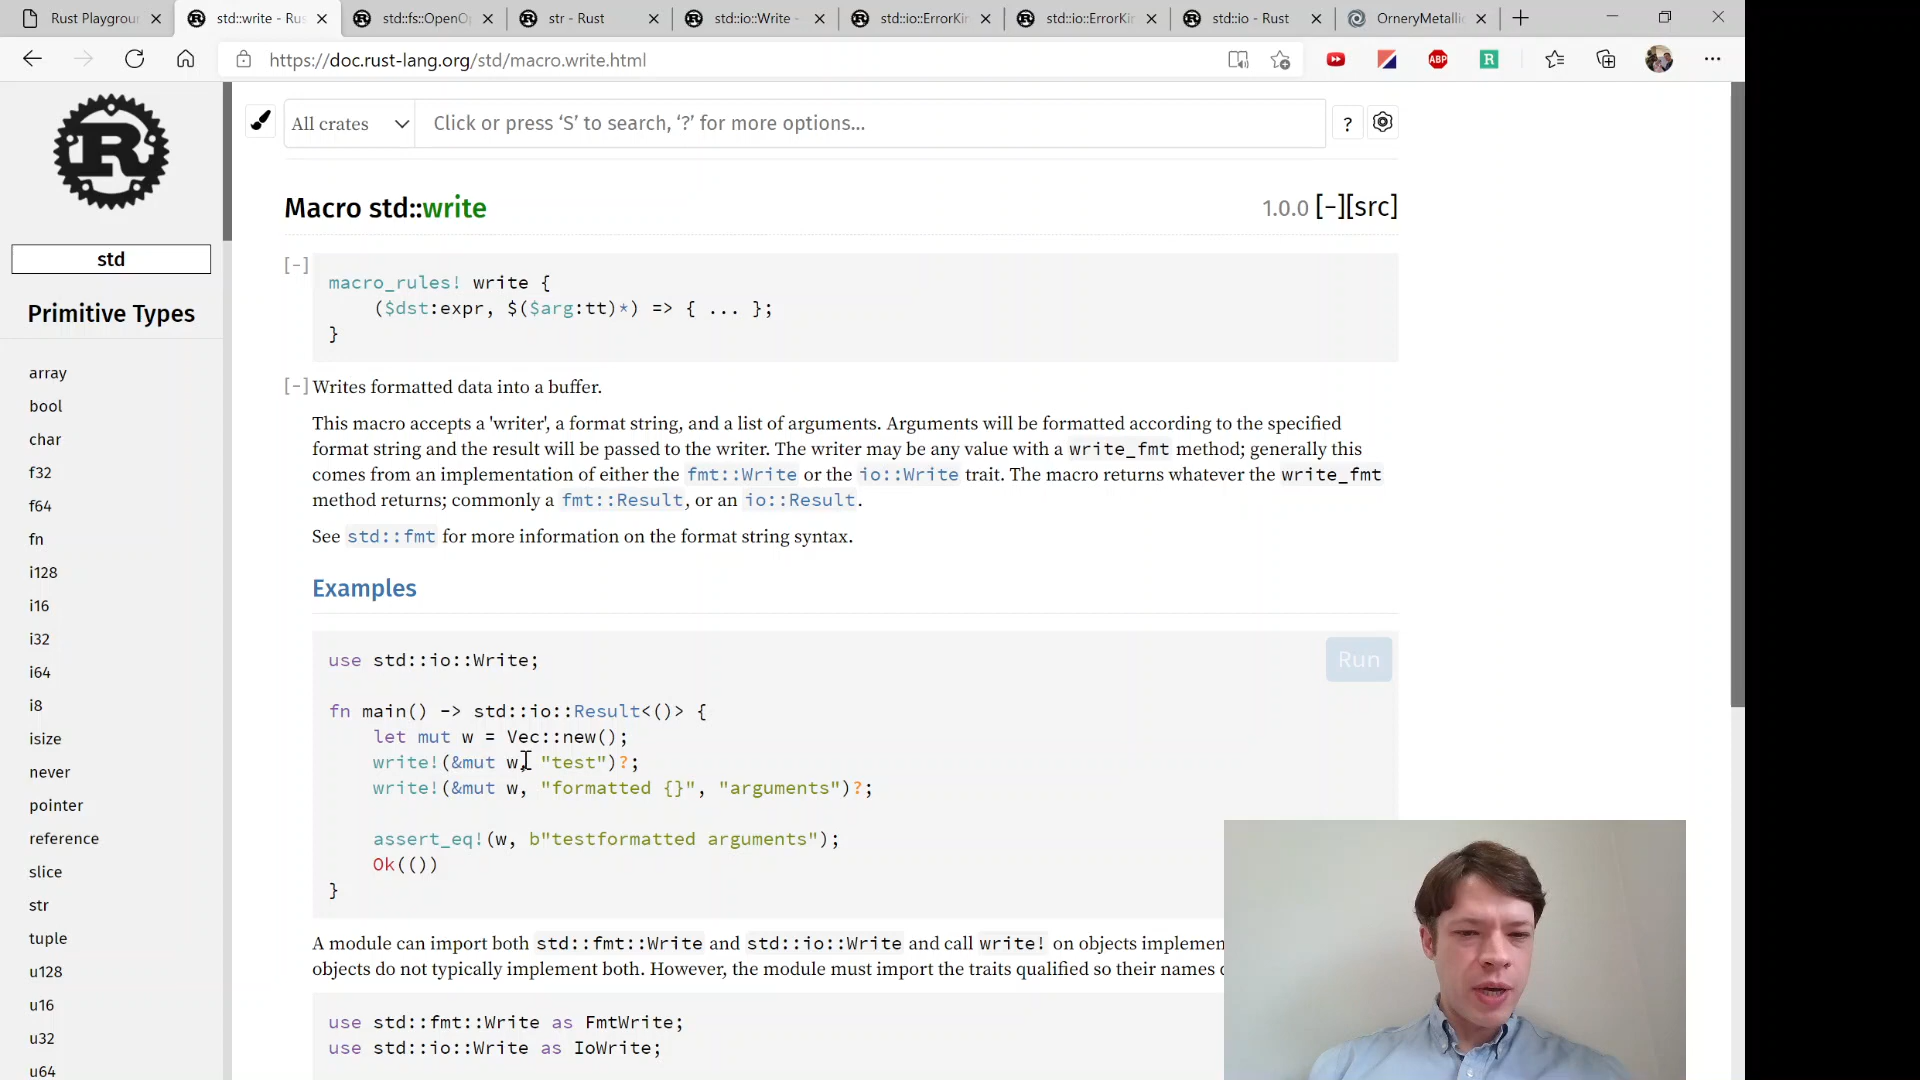 Rust Playgroun
std::write - Rus
std::fs::OpenO
str - Rust
std::io::Write -
std::io::ErrorKin
std::io::ErrorKin
std::io - Rust
OrneryMetallic
https://doc.rust-lang.org/std/macro.write.html
ABP
R
All crates
Click or press ‘S’ to search, ‘?’ for more options…
?
R
std
Primitive Types
array
bool
char
f32
f64
fn
i128
i16
i32
i64
i8
isize
never
pointer
reference
slice
str
tuple
u128
u16
u32
u64
Macro std::write
1.0.0 [-][src]
[-]
macro_rules! write {
($dst:expr, $($arg:tt)*) => { ... };
}
[-] Writes formatted data into a buffer.
This macro accepts a 'writer', a format string, and a list of arguments. Arguments will be formatted according to the specified
format string and the result will be passed to the writer. The writer may be any value with a write_fmt method; generally this
comes from an implementation of either the fmt::Write or the io::Write trait. The macro returns whatever the write_fmt
method returns; commonly a fmt::Result, or an io::Result.
See std::fmt for more information on the format string syntax.
Examples
Run
use std::io::Write;
fn main() -> std::io::Result<()> {
let mut w = Vec::new();
write!(&mut w, "test")?;
write!(&mut w, "formatted {}", "arguments")?;
assert_eq!(w, b"testformatted arguments");
Ok(())
}
A module can import both std::fmt::Write and std::io::Write and call write! on objects implemen
objects do not typically implement both. However, the module must import the traits qualified so their names
use std::fmt::Write as FmtWrite;
use std::io::Write as IoWrite;